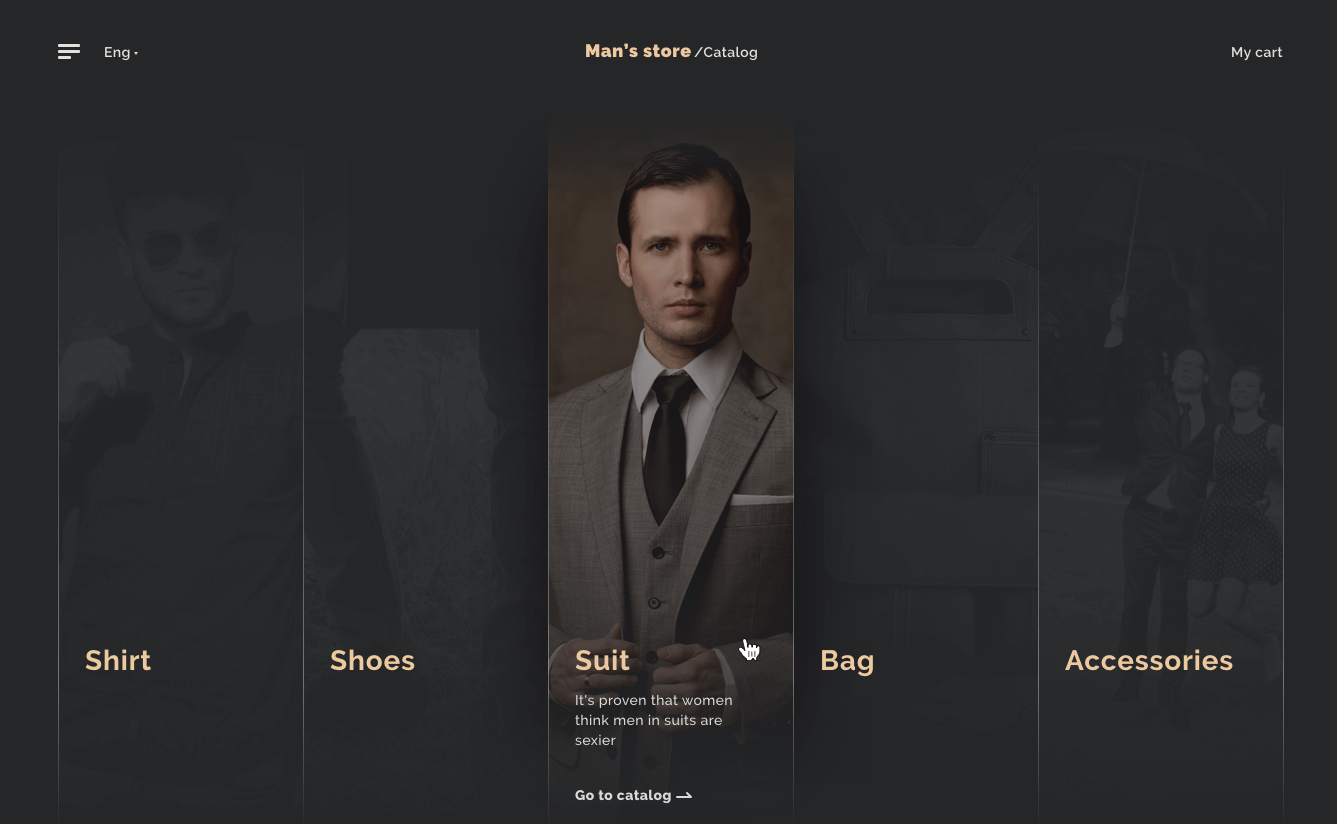 Eng
Man's store /Catalog
My cart
Shirt
Shoes
Suit
Bag
Accessories
It's proven that women
think men in suits are
sexier
Go to catalog